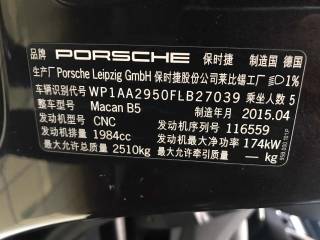 品牌 PORSCHE 保时捷 制造国 德国
生产厂 Porsche Leipzig GmbH 保时捷股份公司莱比锡工厂 1%
车辆识别代号 WP1AA2950FLB27039 乘坐人数 5
车型 Macan B5 制造年月 2015.04
发动机型号 CNC 发动机序列号 116559
发动机排量 1984cc 发动机最大净功率 174kW
最大允许总质量 2510kg 最大允许牵引质量 — kg